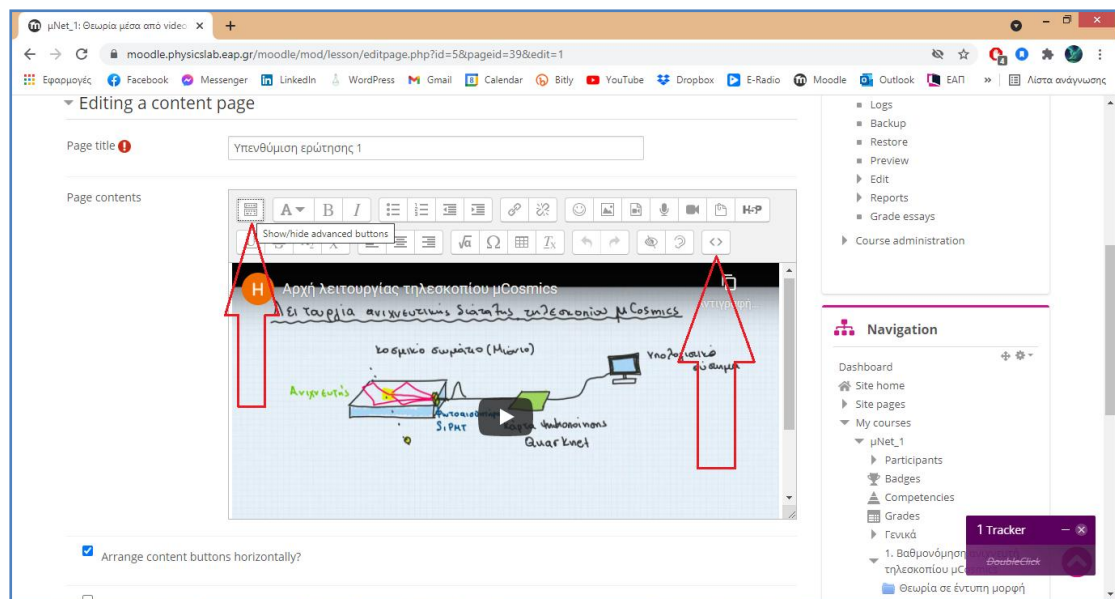 μNet_1: Θεωρία μέσα από video
moodle.physicslab.eap.gr/moodle/mod/lesson/editpage.php?id=5&pageid=39&edit=1
Εφαρμογές Facebook Messenger LinkedIn WordPress Gmail Calendar Bitly YouTube Dropbox E-Radio Moodle Outlook ΕΑΠ » Λίστα ανάγνωσης
Editing a content page
Page title
Υπενθύμιση ερώτησης 1
Page contents
A B I H-P
Show/hide advanced buttons
H
Αρχή λειτουργίας τηλεσκοπίου μCosmics
ανιχνευτικής διάταξης τηλεσκοπίου μCosmics
κοσμικό σωμάτιο (Μιόνιο)
Ανιχνευτής
SiPMT
QuarkNet
Arrange content buttons horizontally?
Logs
Backup
Restore
Preview
Edit
Reports
Grade essays
Course administration
Navigation
Dashboard
Site home
Site pages
My courses
μNet_1
Participants
Badges
Competencies
Grades
Γενικά
1. Βαθμονόμηση
τηλεσκοπίου
Θεωρία σε έντυπη μορφή
1 Tracker
DoubleClick